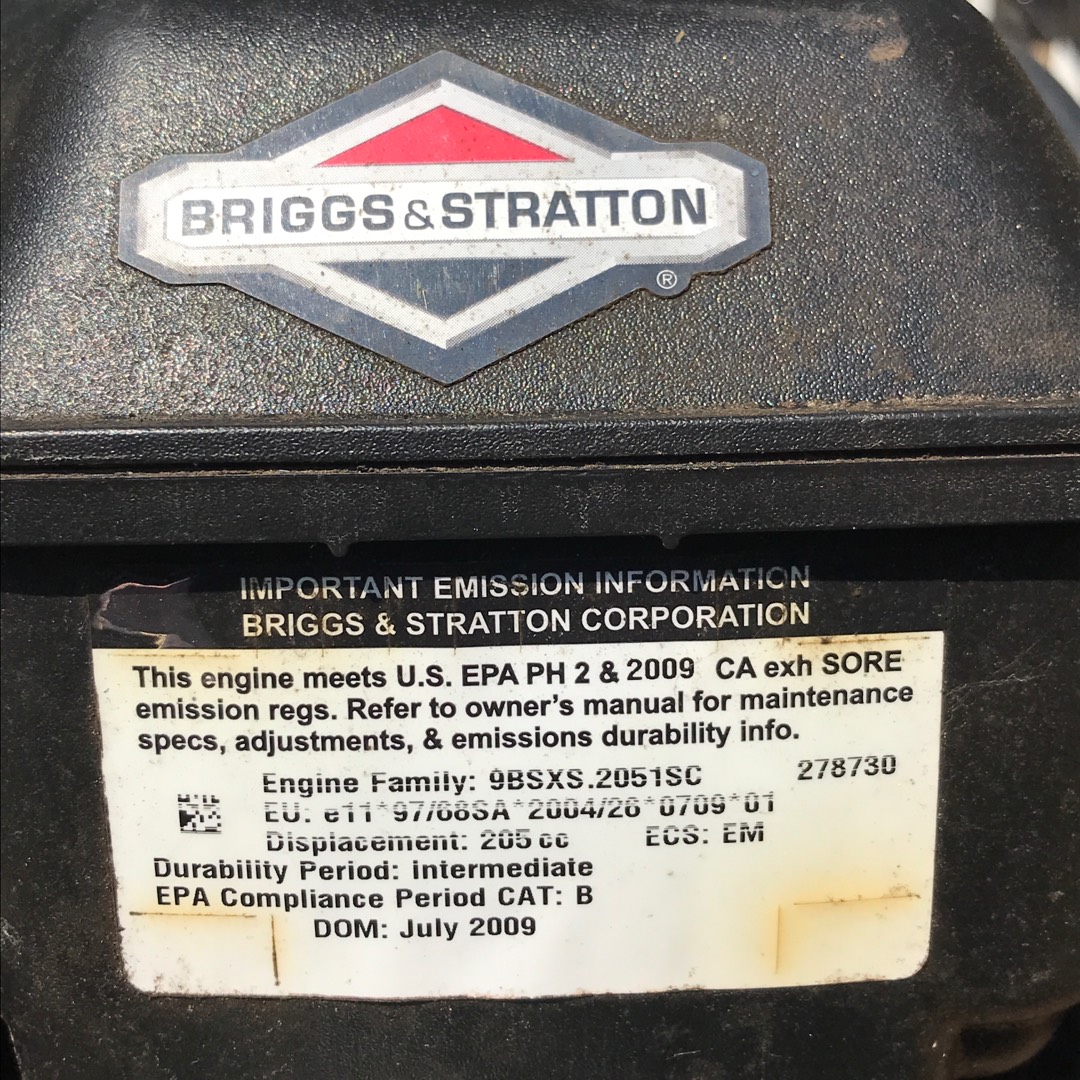 BRIGGS&STRATTON
®
IMPORTANT EMISSION INFORMATION
BRIGGS & STRATTON CORPORATION
This engine meets U.S. EPA PH 2 & 2009 CA exh SORE
emission regs. Refer to owner's manual for maintenance
specs, adjustments, & emissions durability info.
Engine Family: 9BSXS.2051SC 278730
EU: e11*97/68SA*2004/26*0709*01
Displacement: 205 cc ECS: EM
Durability Period: Intermediate
EPA Compliance Period CAT: B
DOM: July 2009